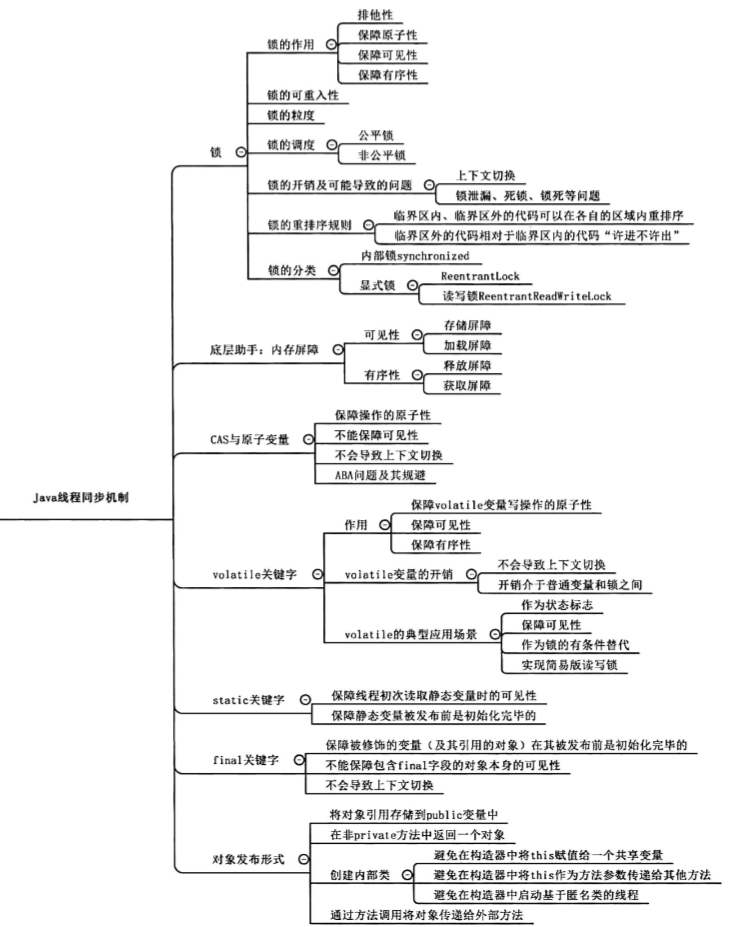 Java线程同步机制
锁
锁的作用
排他性
保障原子性
保障可见性
保障有序性
锁的可重入性
锁的粒度
锁的调度
公平锁
非公平锁
锁的开销及可能导致的问题
上下文切换
锁泄漏、死锁、锁死等问题
锁的重排序规则
临界区内、临界区外的代码可以在各自的区域内重排序
临界区外的代码相对于临界区内的代码“许进不许出”
锁的分类
内部锁synchronized
显式锁
ReentrantLock
读写锁ReentrantReadWriteLock
底层助手：内存屏障
可见性
存储屏障
加载屏障
有序性
释放屏障
获取屏障
CAS与原子变量
保障操作的原子性
不能保障可见性
不会导致上下文切换
ABA问题及其规避
volatile关键字
作用
保障volatile变量写操作的原子性
保障可见性
保障有序性
volatile变量的开销
不会导致上下文切换
开销介于普通变量和锁之间
volatile的典型应用场景
作为状态标志
保障可见性
作为锁的有条件替代
实现简易版读写锁
static关键字
保障线程初次读取静态变量时的可见性
保障静态变量被发布前是初始化完毕的
final关键字
保障被修饰的变量（及其引用的对象）在其被发布前是初始化完毕的
不能保障包含final字段的对象本身的可见性
不会导致上下文切换
对象发布形式
将对象引用存储到public变量中
在非private方法中返回一个对象
创建内部类
避免在构造器中将this赋值给一个共享变量
避免在构造器中将this作为方法参数传递给其他方法
避免在构造器中启动基于匿名类的线程
通过方法调用将对象传递给外部方法